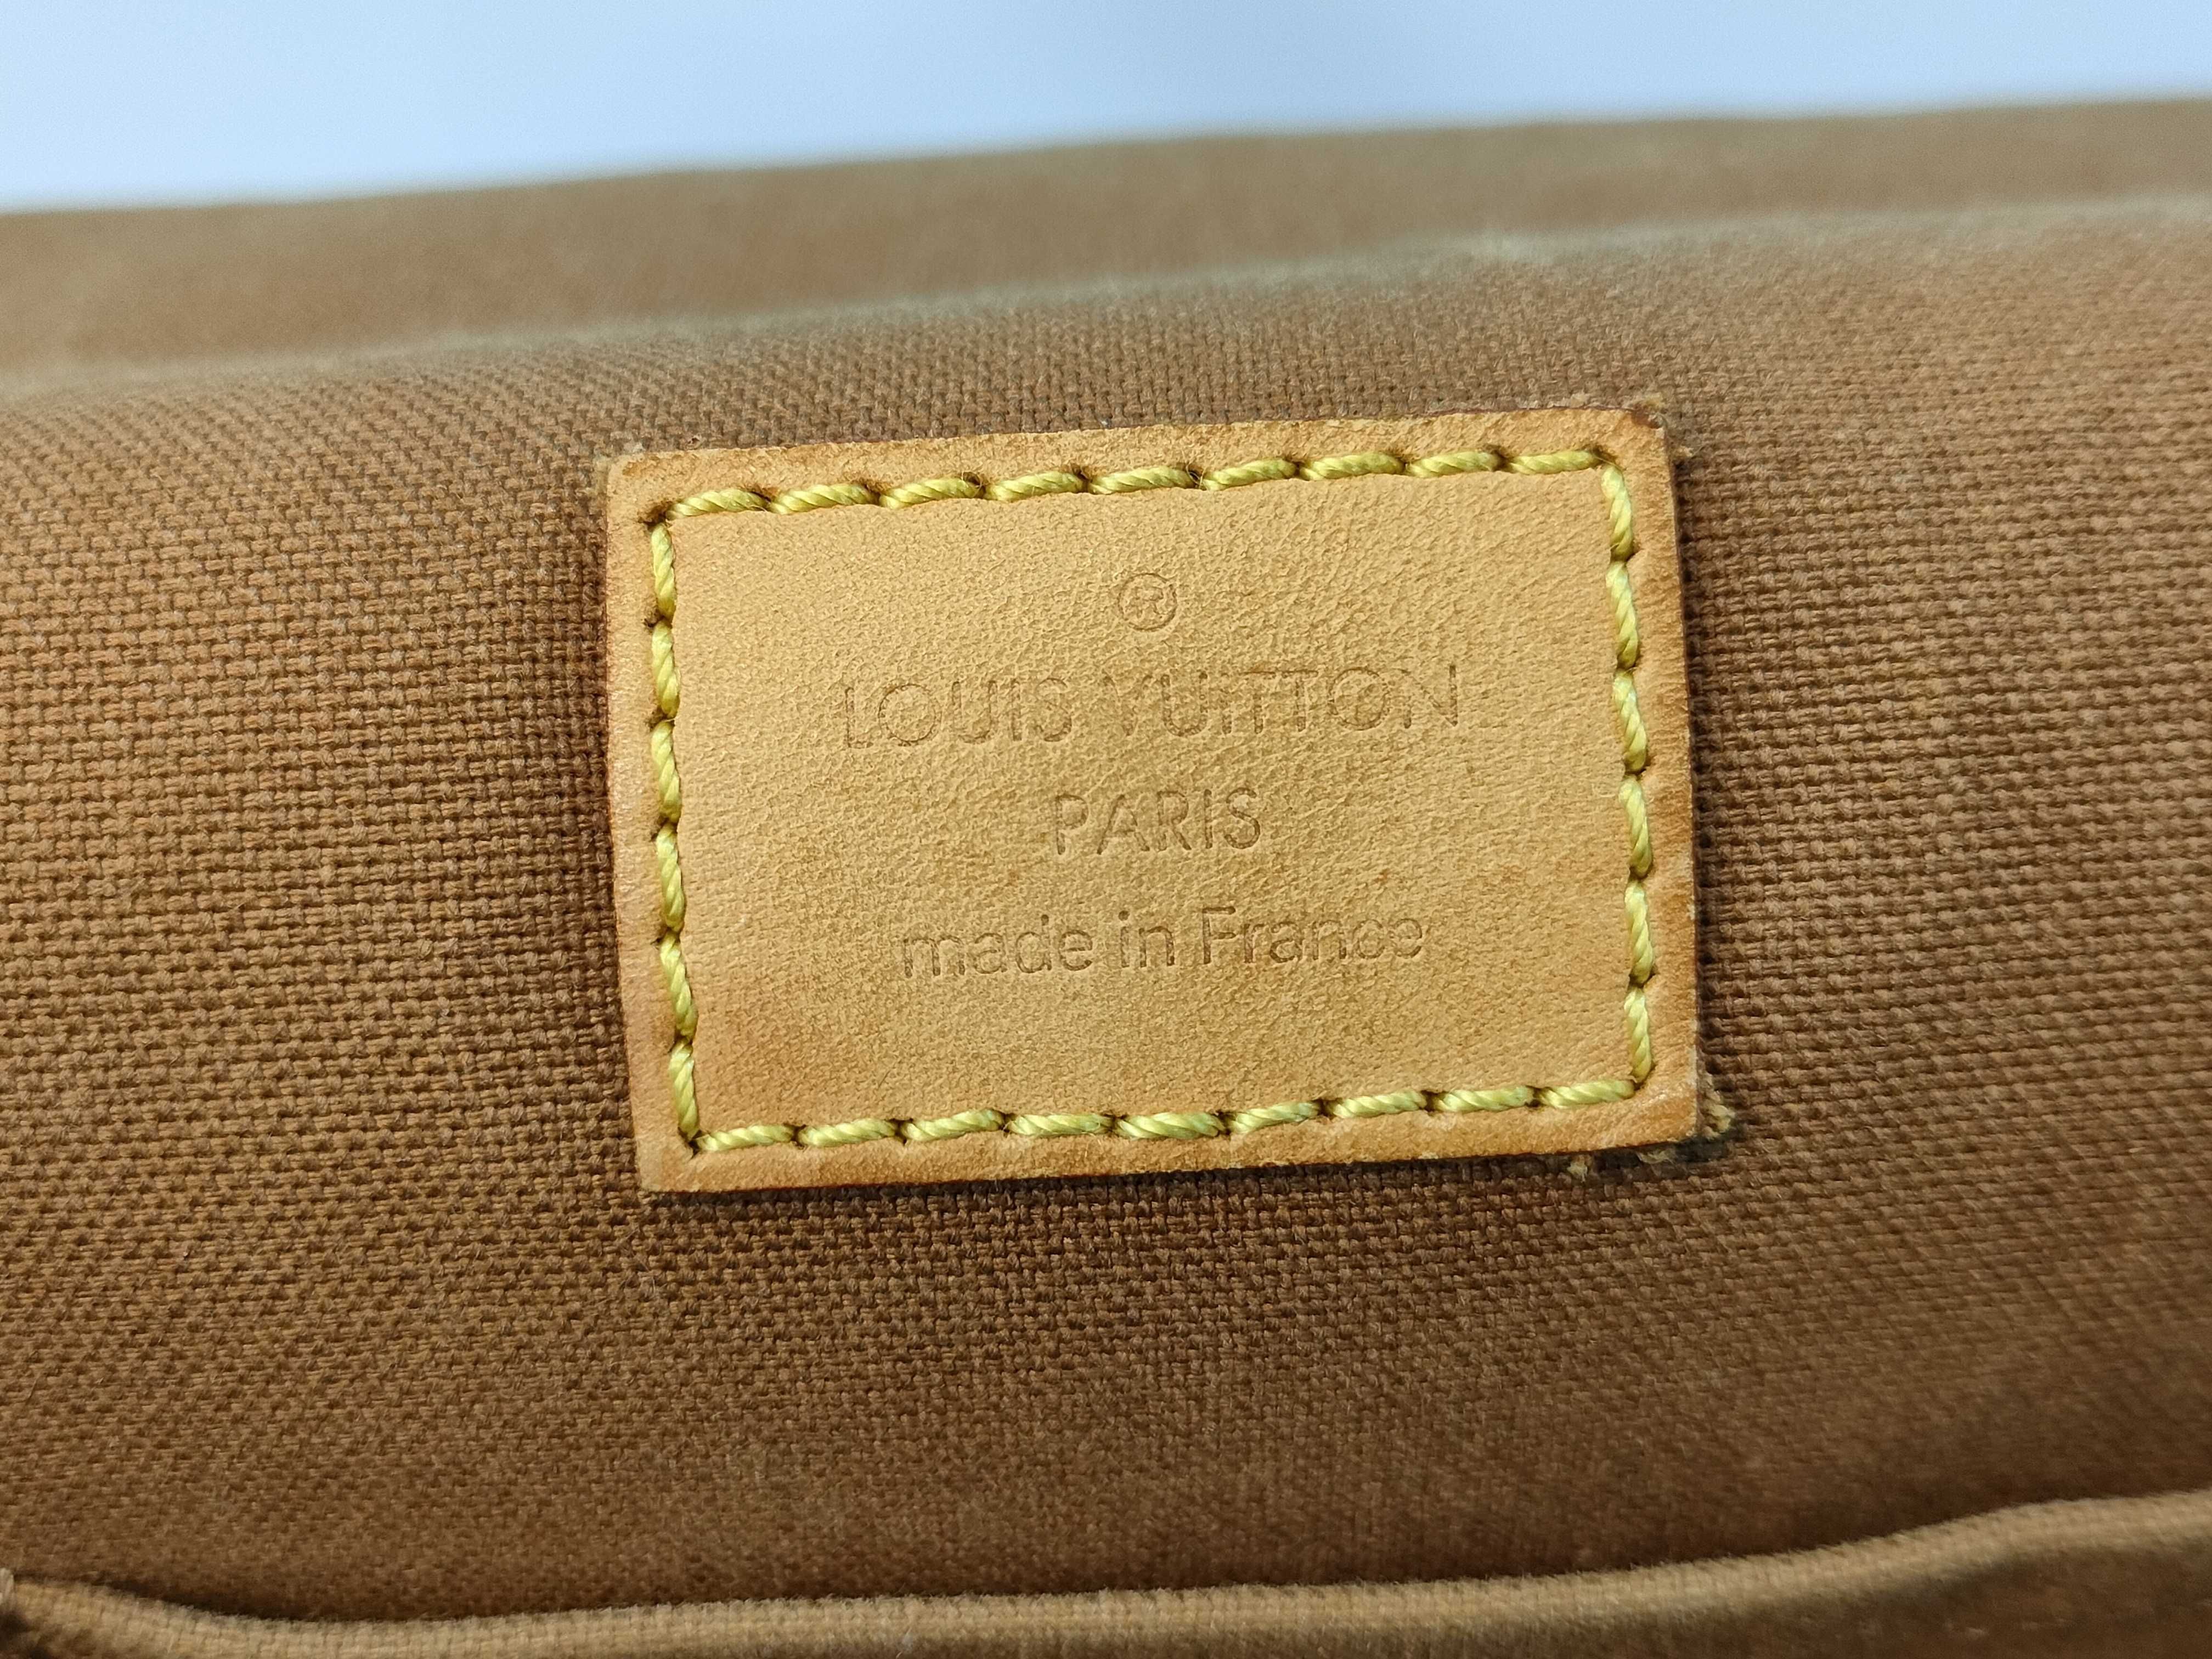 ®
LOUIS VUITTON
PARIS
made in France